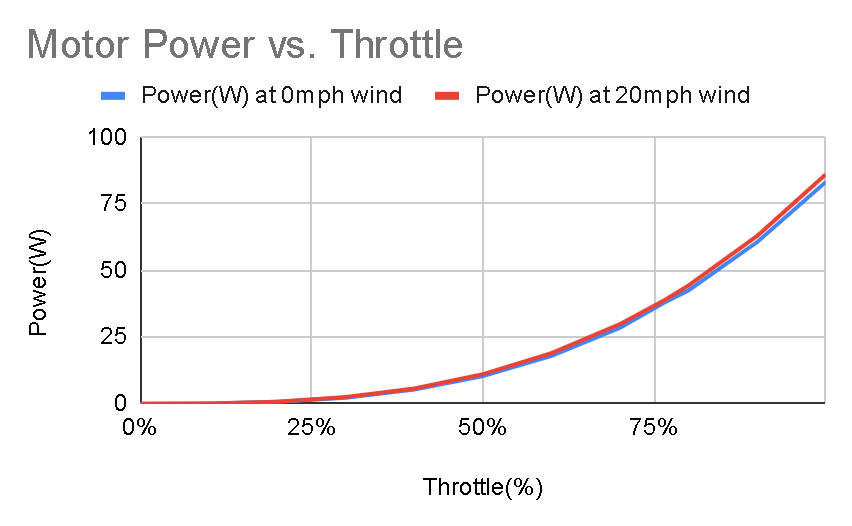 Motor Power vs. Throttle
Power(W) at 0mph wind
Power(W) at 20mph wind
100
75
50
25
0
Power(W)
0%
25%
50%
75%
Throttle(%)